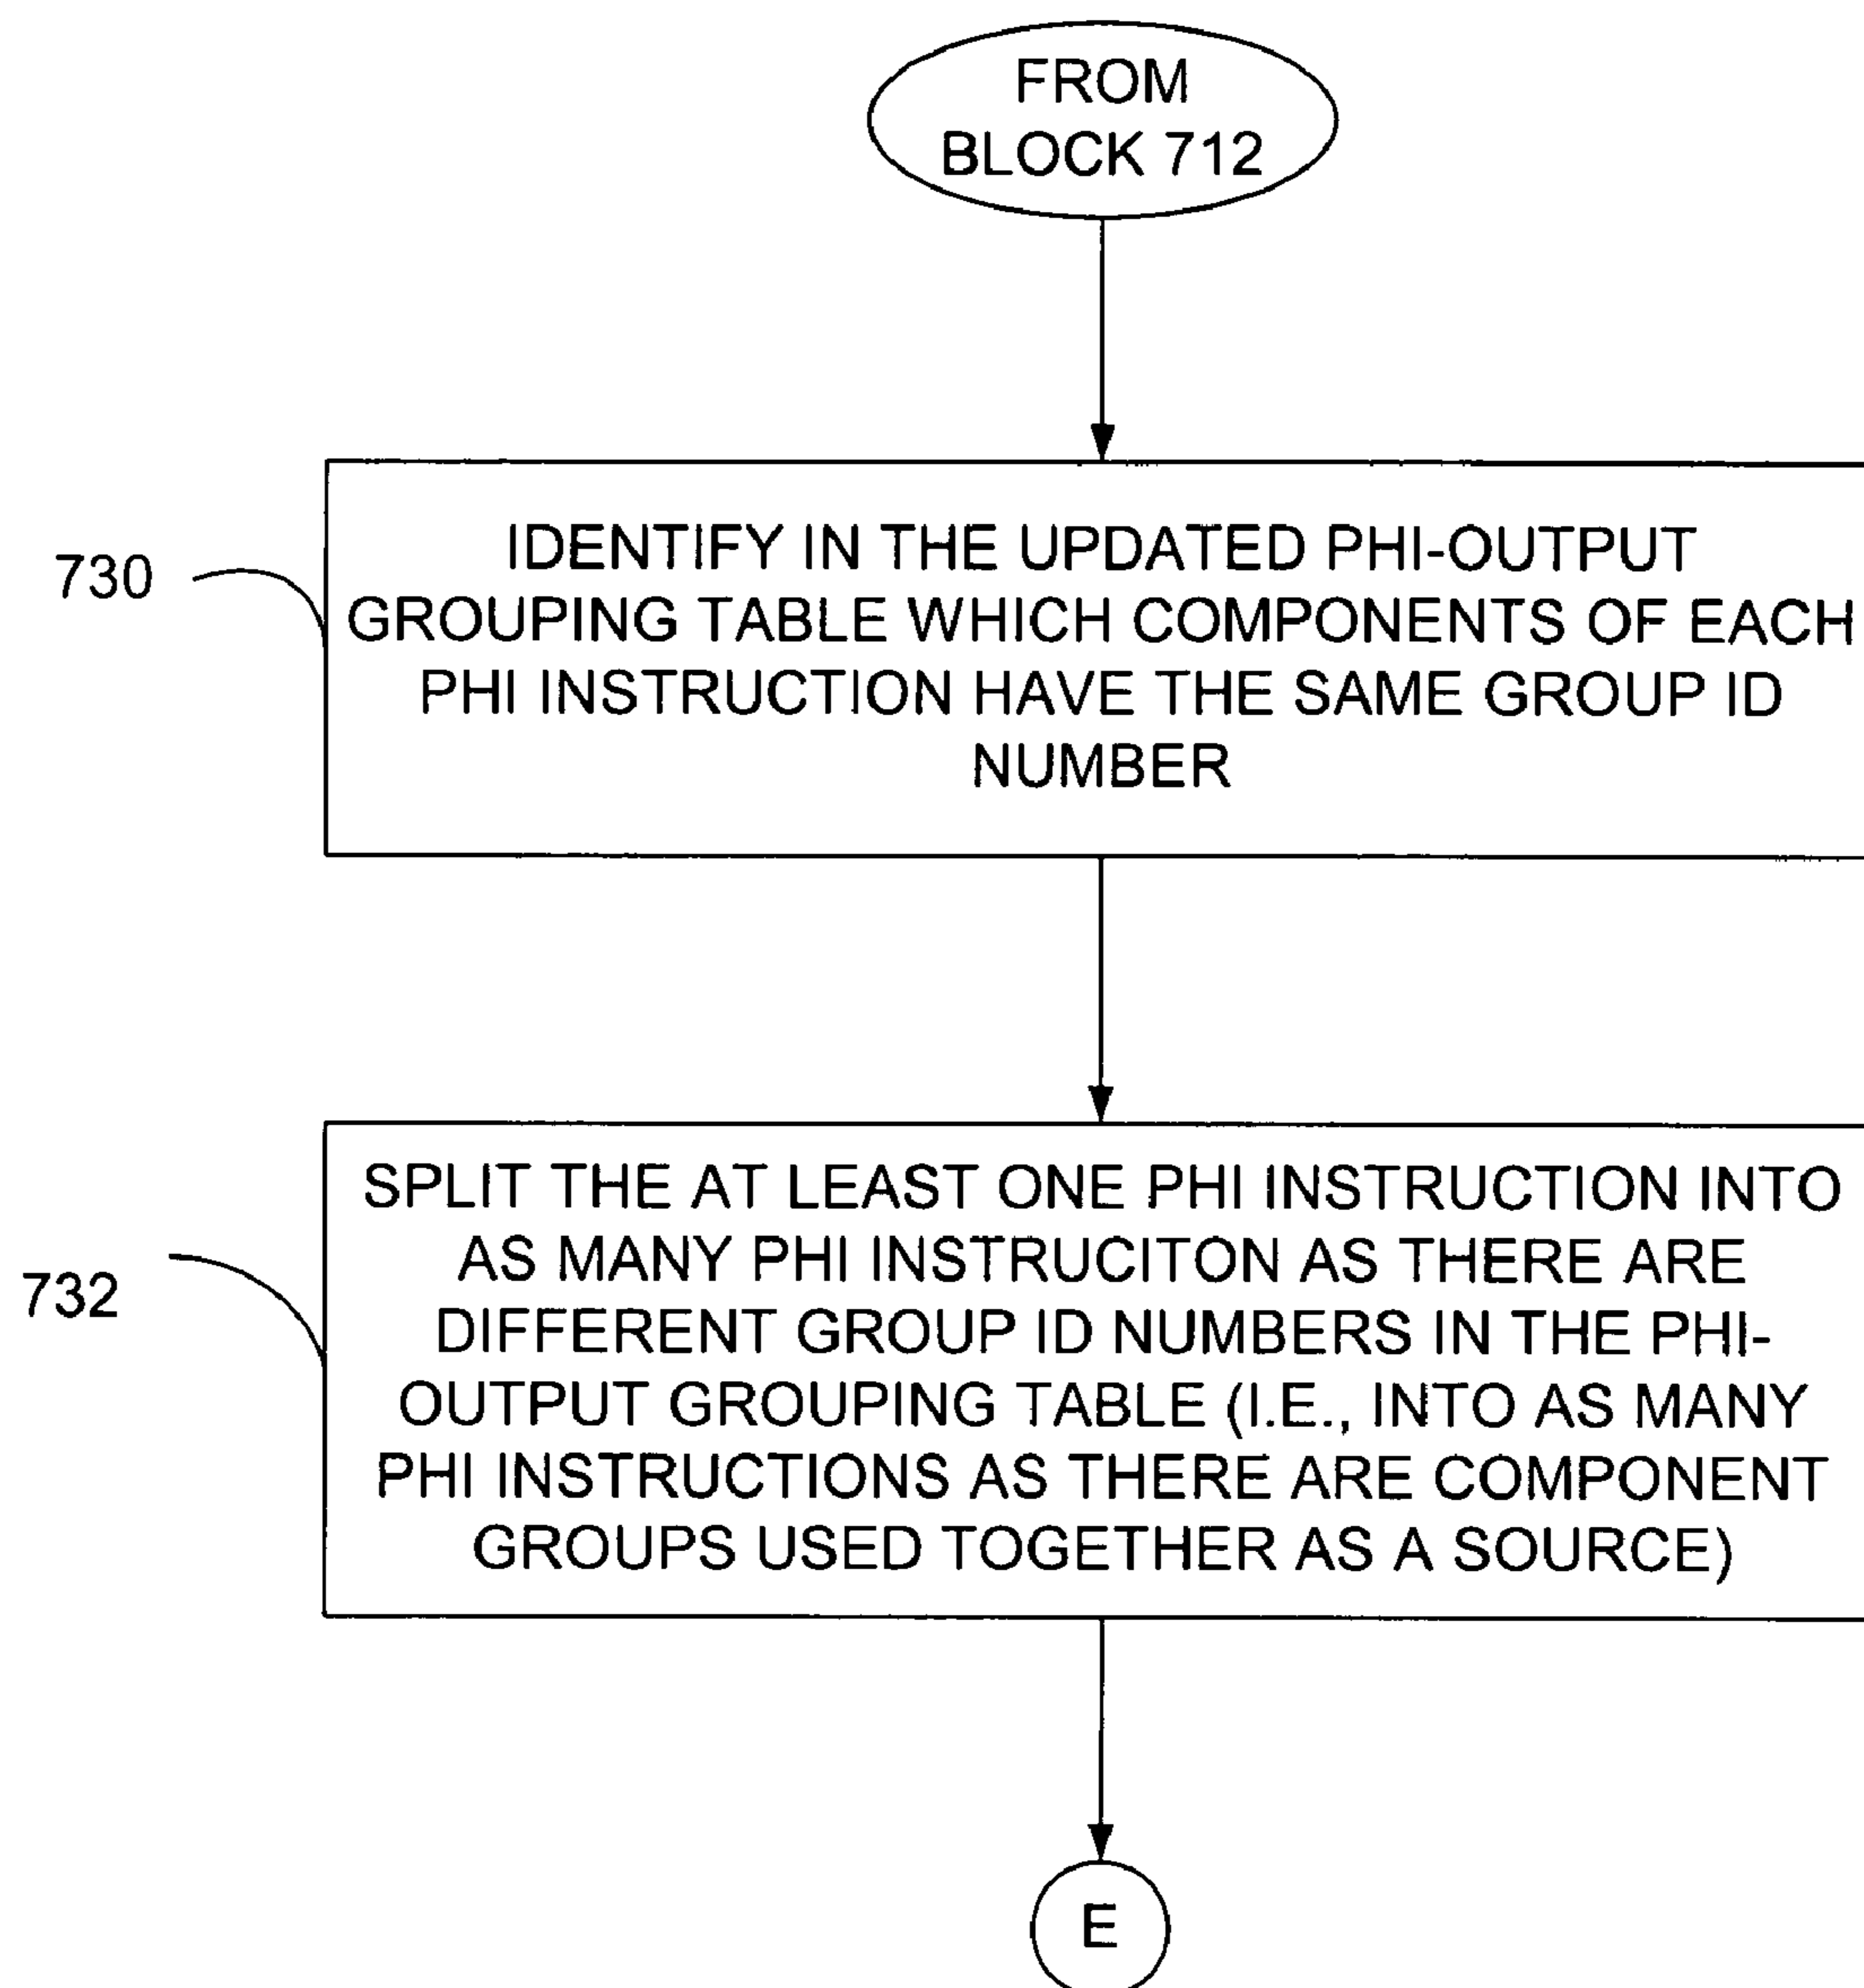 FROM
BLOCK 712
730
IDENTIFY IN THE UPDATED PHI-OUTPUT
GROUPING TABLE WHICH COMPONENTS OF EACH
PHI INSTRUCTION HAVE THE SAME GROUP ID
NUMBER
732
SPLIT THE AT LEAST ONE PHI INSTRUCTION INTO
AS MANY PHI INSTRUCITON AS THERE ARE
DIFFERENT GROUP ID NUMBERS IN THE PHI-
OUTPUT GROUPING TABLE (I.E., INTO AS MANY
PHI INSTRUCTIONS AS THERE ARE COMPONENT
GROUPS USED TOGETHER AS A SOURCE)
E